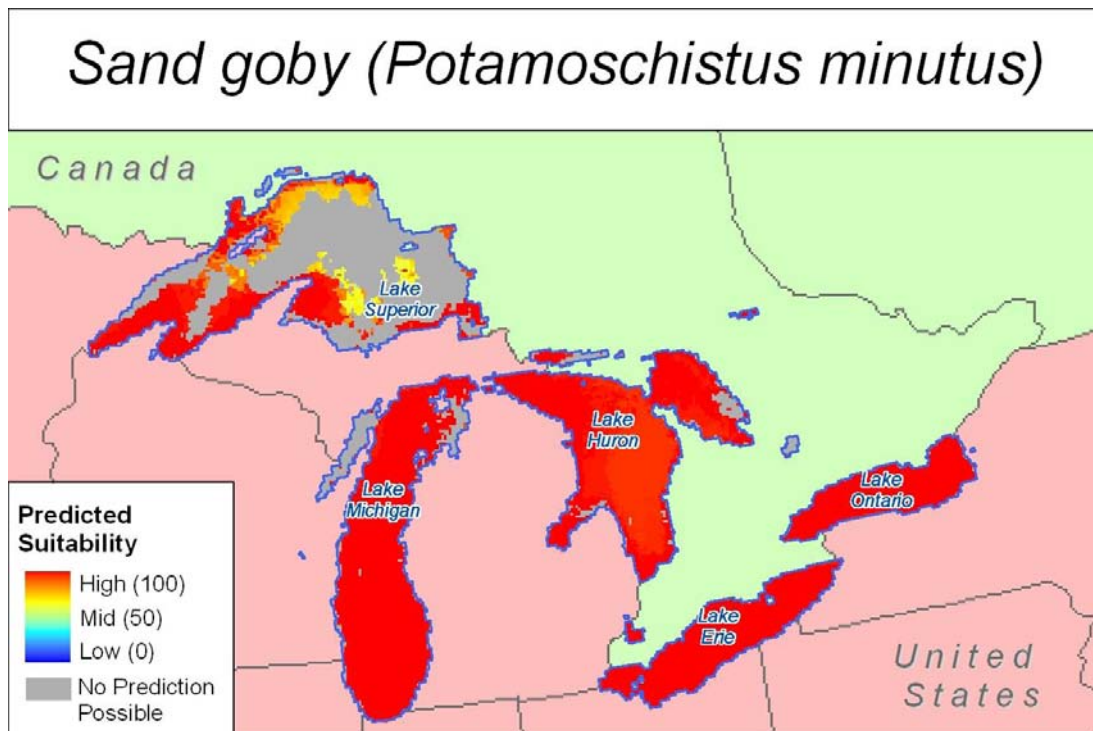 Sand goby (Potamoschistus minutus)
Canada
Lake
Superior
Lake
Huron
Lake
Michigan
Lake
Ontario
Lake
Erie
United
States
Predicted
Suitability
High (100)
Mid (50)
Low (0)
No Prediction
Possible